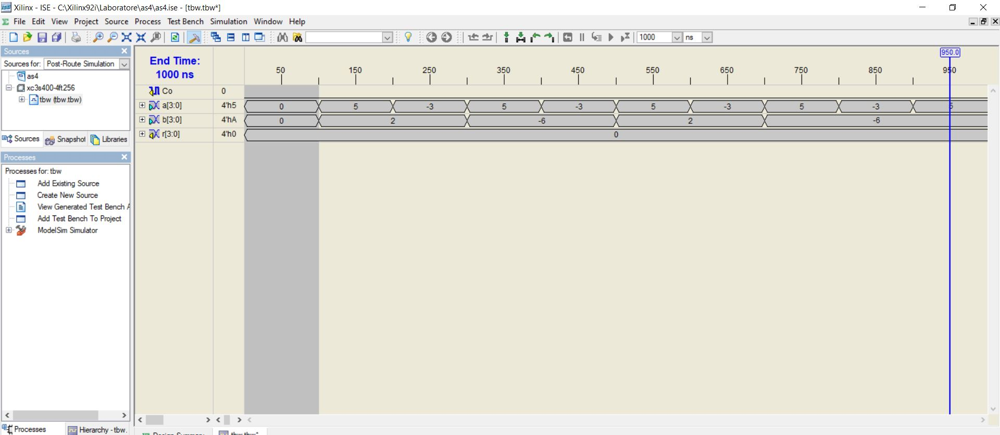 Xilinx - ISE - C:\Xilinx92i\Laboratore\as4\as4.ise - [tbw.tbw*]
File Edit View Project Source Process Test Bench Simulation Window Help
1000 ns
Sources
Sources for: Post-Route Simulation
as4
xc3s400-4ft256
tbw (tbw.tbw)
Sources Snapshot Libraries
Processes
Processes for: tbw
Add Existing Source
Create New Source
View Generated Test Bench A
Add Test Bench To Project
ModelSim Simulator
Processes Hierarchy - tbw.
End Time:
1000 ns
950.0
50 150 250 350 450 550 650 750 850 950
Co 0
a[3:0] 4'h5 0 5 -3 5 -3 5 -3 5 -3 5
b[3:0] 4'hA 0 2 -6 2 -6
r[3:0] 4'h0 0
Design Summary tbw.tbw*